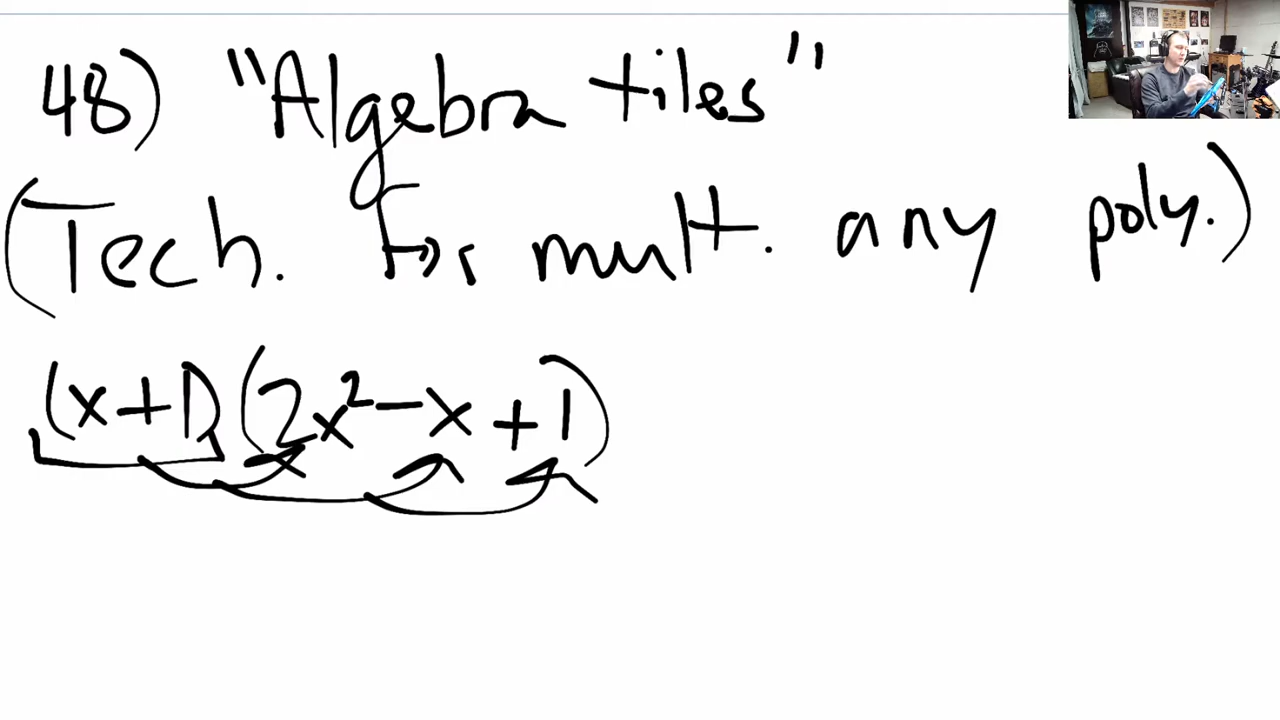 48) "Algebra tiles"
(Tech. for mult. any poly.)
(x+1)(2x²-x+1)